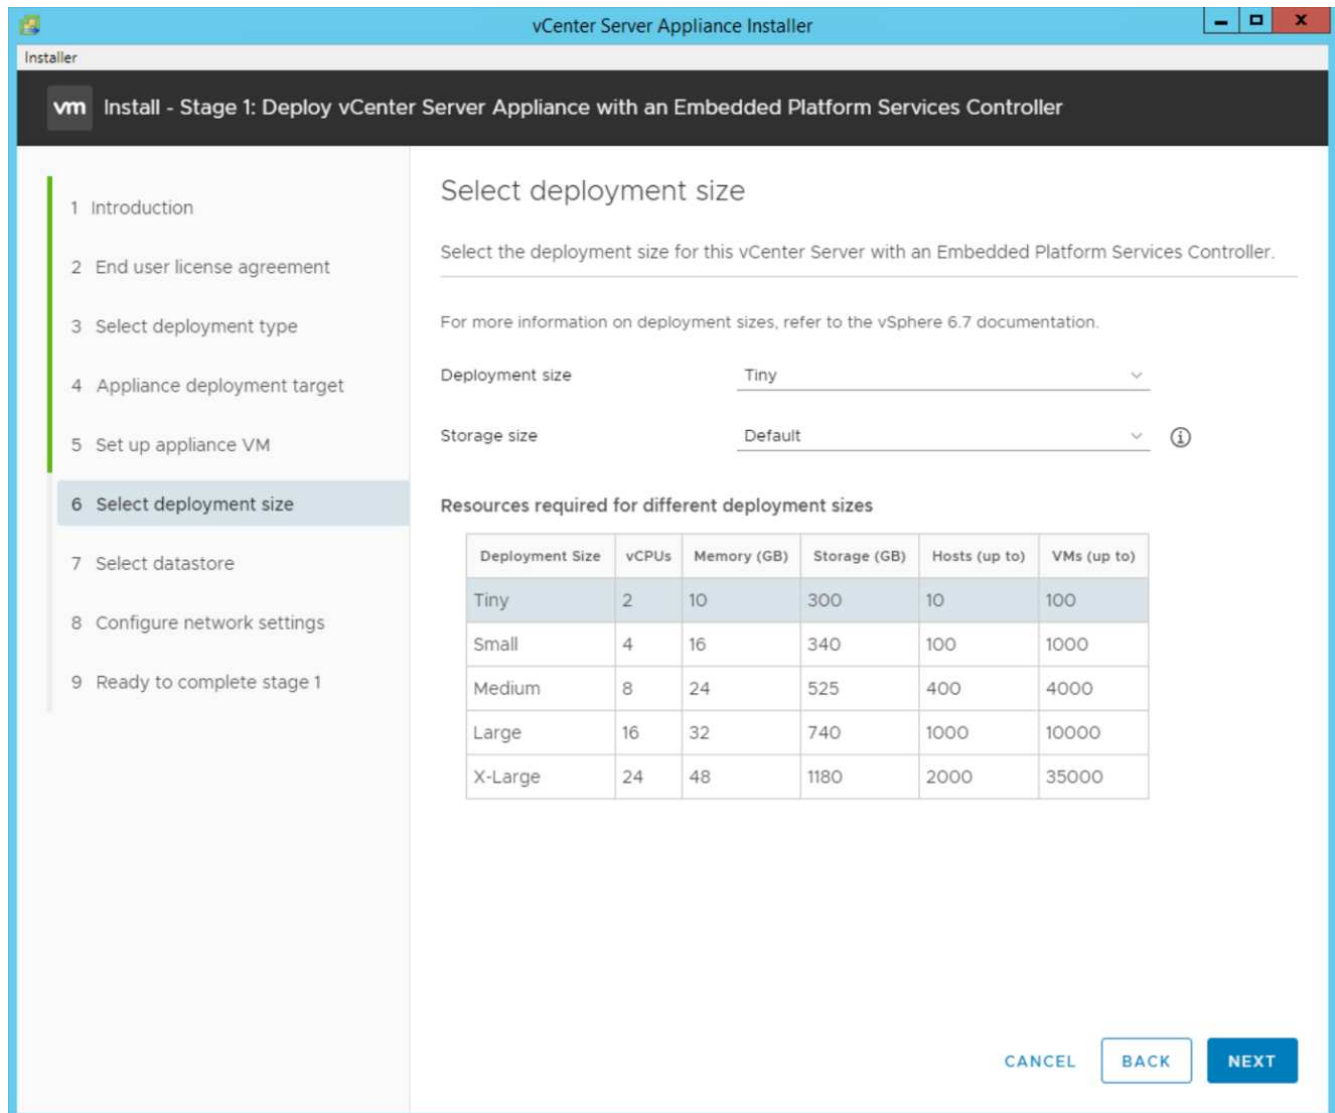 vCenter Server Appliance Installer
Installer
vm Install - Stage 1: Deploy vCenter Server Appliance with an Embedded Platform Services Controller
1 Introduction
2 End user license agreement
3 Select deployment type
4 Appliance deployment target
5 Set up appliance VM
6 Select deployment size
7 Select datastore
8 Configure network settings
9 Ready to complete stage 1
Select deployment size
Select the deployment size for this vCenter Server with an Embedded Platform Services Controller.
For more information on deployment sizes, refer to the vSphere 6.7 documentation.
Deployment size Tiny
Storage size Default
Resources required for different deployment sizes
Deployment Size vCPUs Memory (GB) Storage (GB) Hosts (up to) VMs (up to)
Tiny 2 10 300 10 100
Small 4 16 340 100 1000
Medium 8 24 525 400 4000
Large 16 32 740 1000 10000
X-Large 24 48 1180 2000 35000
CANCEL BACK NEXT